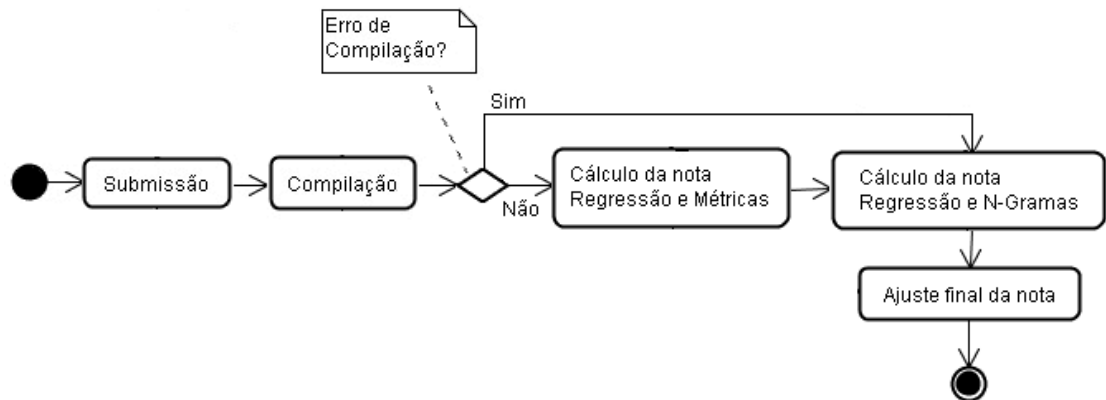 Erro de
Compilação?
Sim
Submissão
Compilação
Não
Cálculo da nota
Regressão e Métricas
Cálculo da nota
Regressão e N-Gramas
Ajuste final da nota